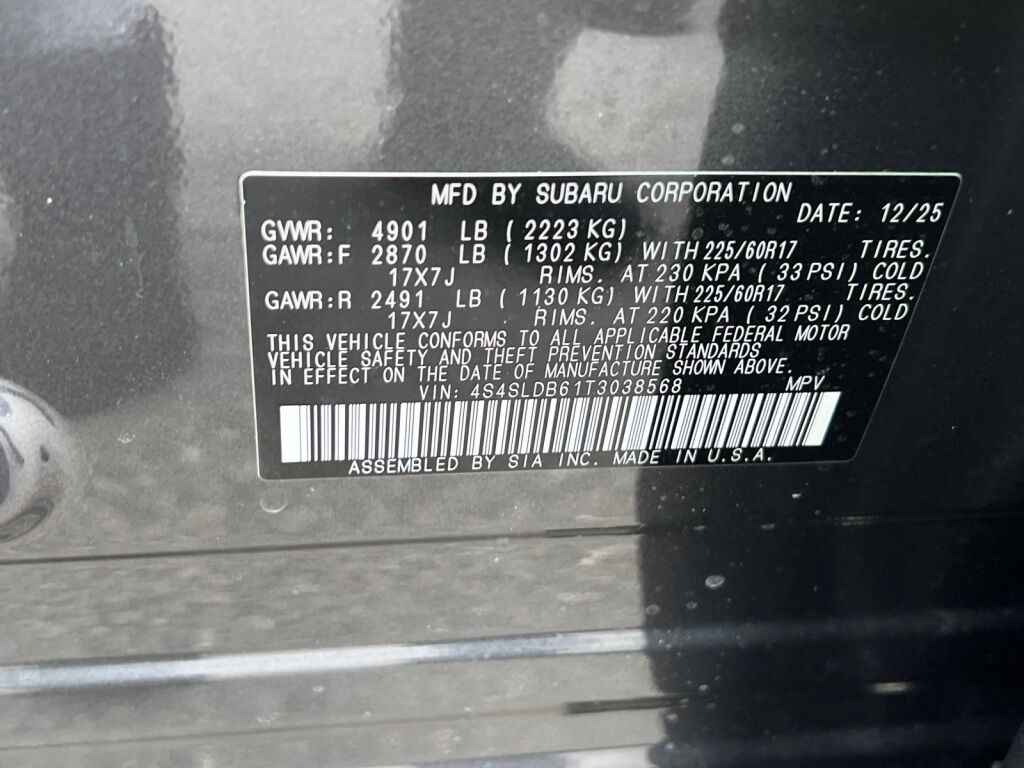 MFD BY SUBARU CORPORATION
DATE: 12/25
GVWR: 4901 LB ( 2223 KG)
GAWR:F 2870 LB ( 1302 KG) WITH 225/60R17 TIRES.
17X7J RIMS. AT 230 KPA ( 33 PSI) COLD
GAWR:R 2491 LB ( 1130 KG) WITH 225/60R17 TIRES.
17X7J RIMS. AT 220 KPA ( 32 PSI) COLD
THIS VEHICLE CONFORMS TO ALL APPLICABLE FEDERAL MOTOR
VEHICLE SAFETY AND THEFT PREVENTION STANDARDS
IN EFFECT ON THE DATE OF MANUFACTURE SHOWN ABOVE.
VIN: 4S4SLDB61T3038568 MPV
ASSEMBLED BY SIA INC. MADE IN U.S.A.